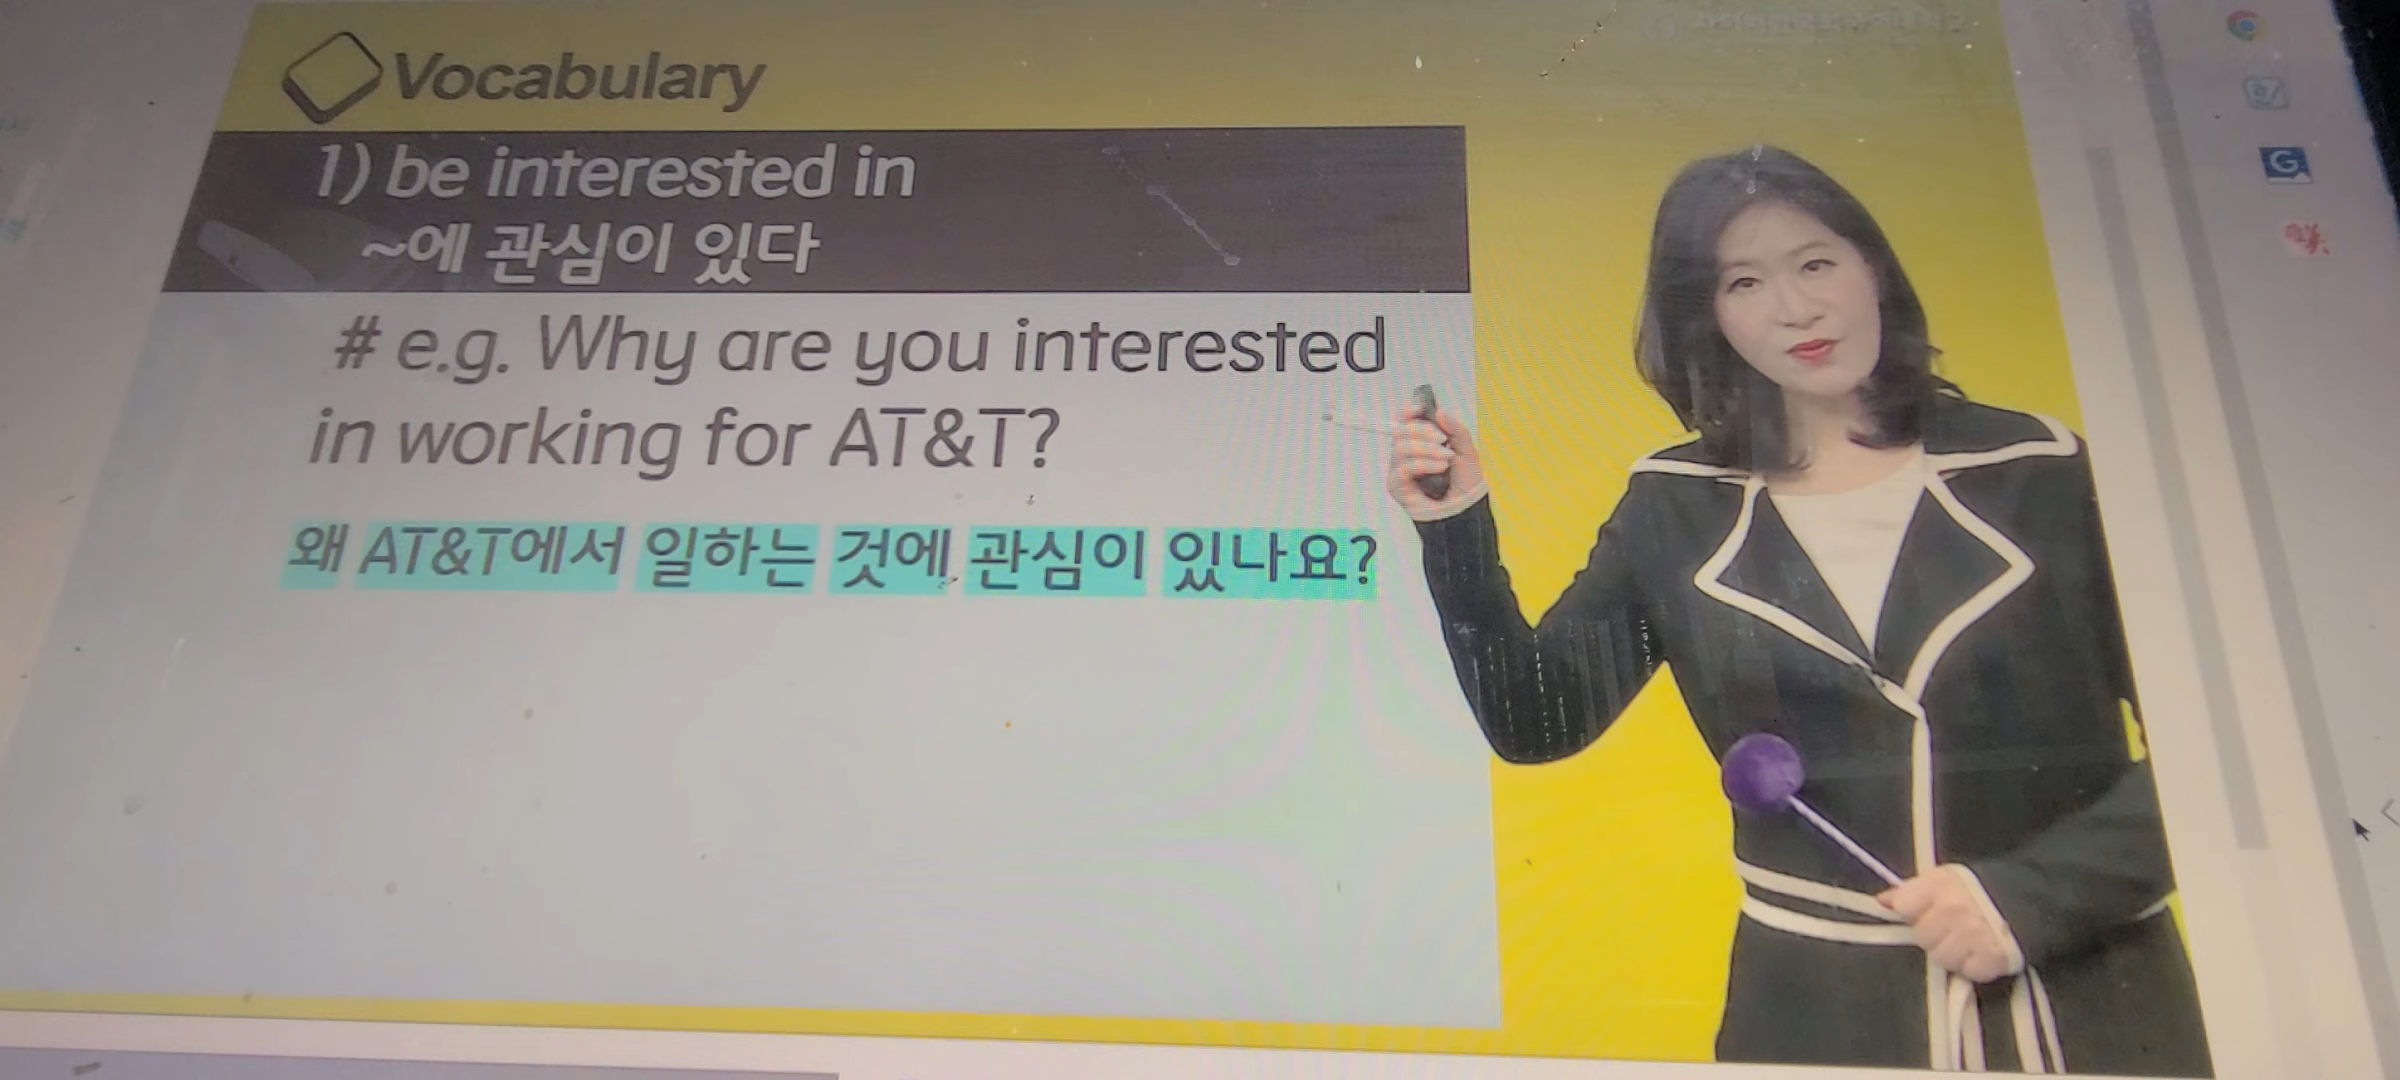 Vocabulary
1) be interested in
~에 관심이 있다
# e.g. Why are you interested
in working for AT&T?
왜 AT&T에서 일하는 것에 관심이 있나요?